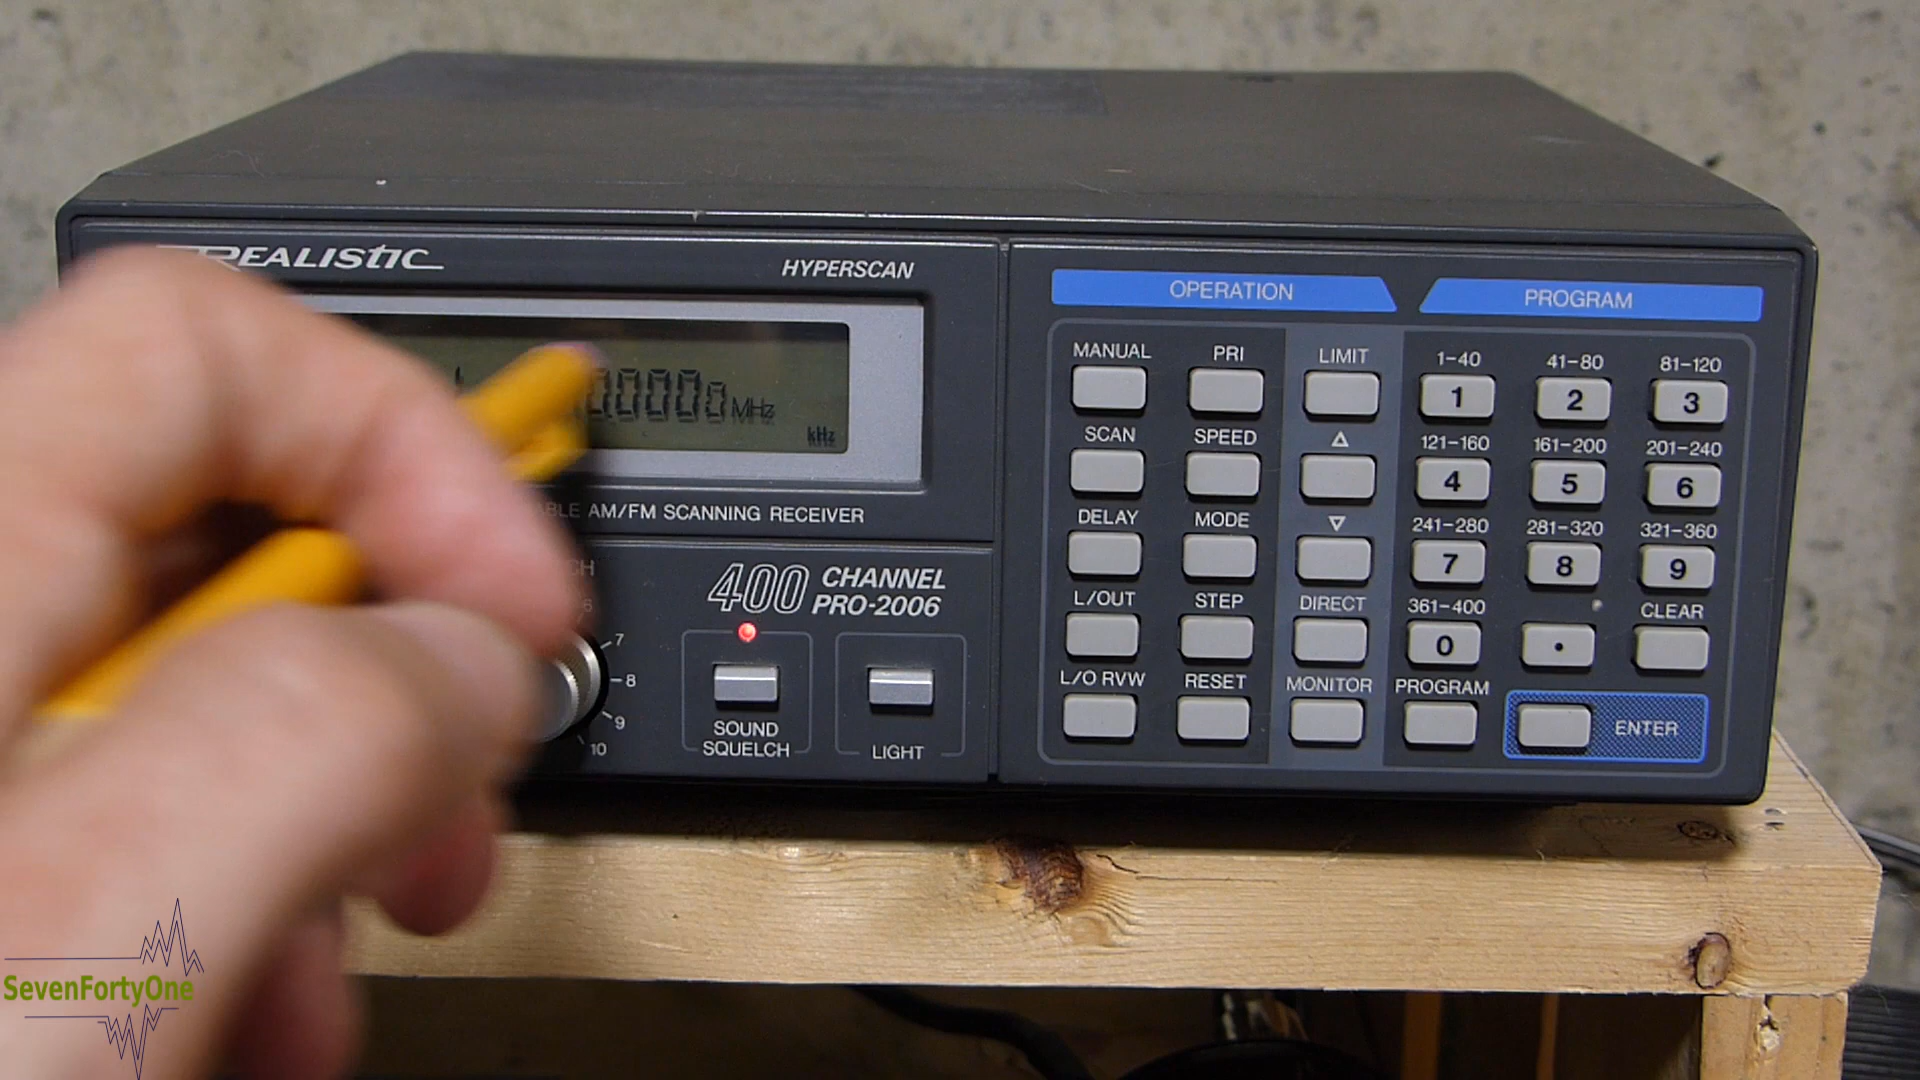 REALISTIC
HYPERSCAN
0000 MHz
kHz
AM/FM SCANNING RECEIVER
400 CHANNEL
PRO-2006
7
8
9
10
SOUND
SQUELCH
LIGHT
OPERATION
PROGRAM
MANUAL PRI LIMIT 1-40 41-80 81-120
1 2 3
SCAN SPEED △ 121-160 161-200 201-240
4 5 6
DELAY MODE ▽ 241-280 281-320 321-360
7 8 9
L/OUT STEP DIRECT 361-400 CLEAR
0 .
L/O RVW RESET MONITOR PROGRAM
ENTER
SevenFortyOne